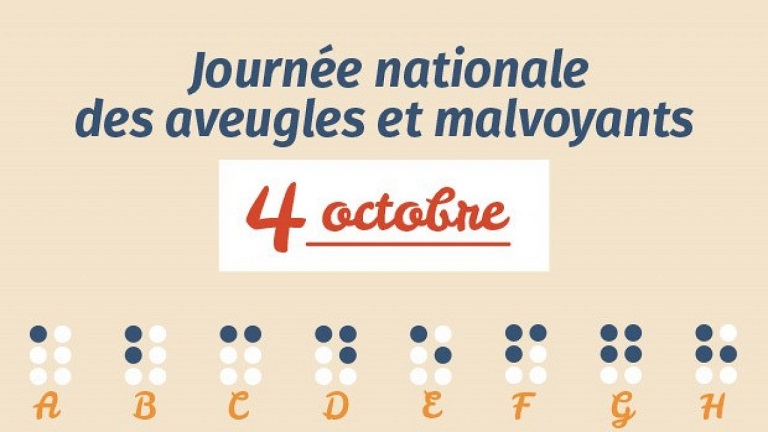 Journée nationale
des aveugles et malvoyants
4 octobre
A B C D E F G H